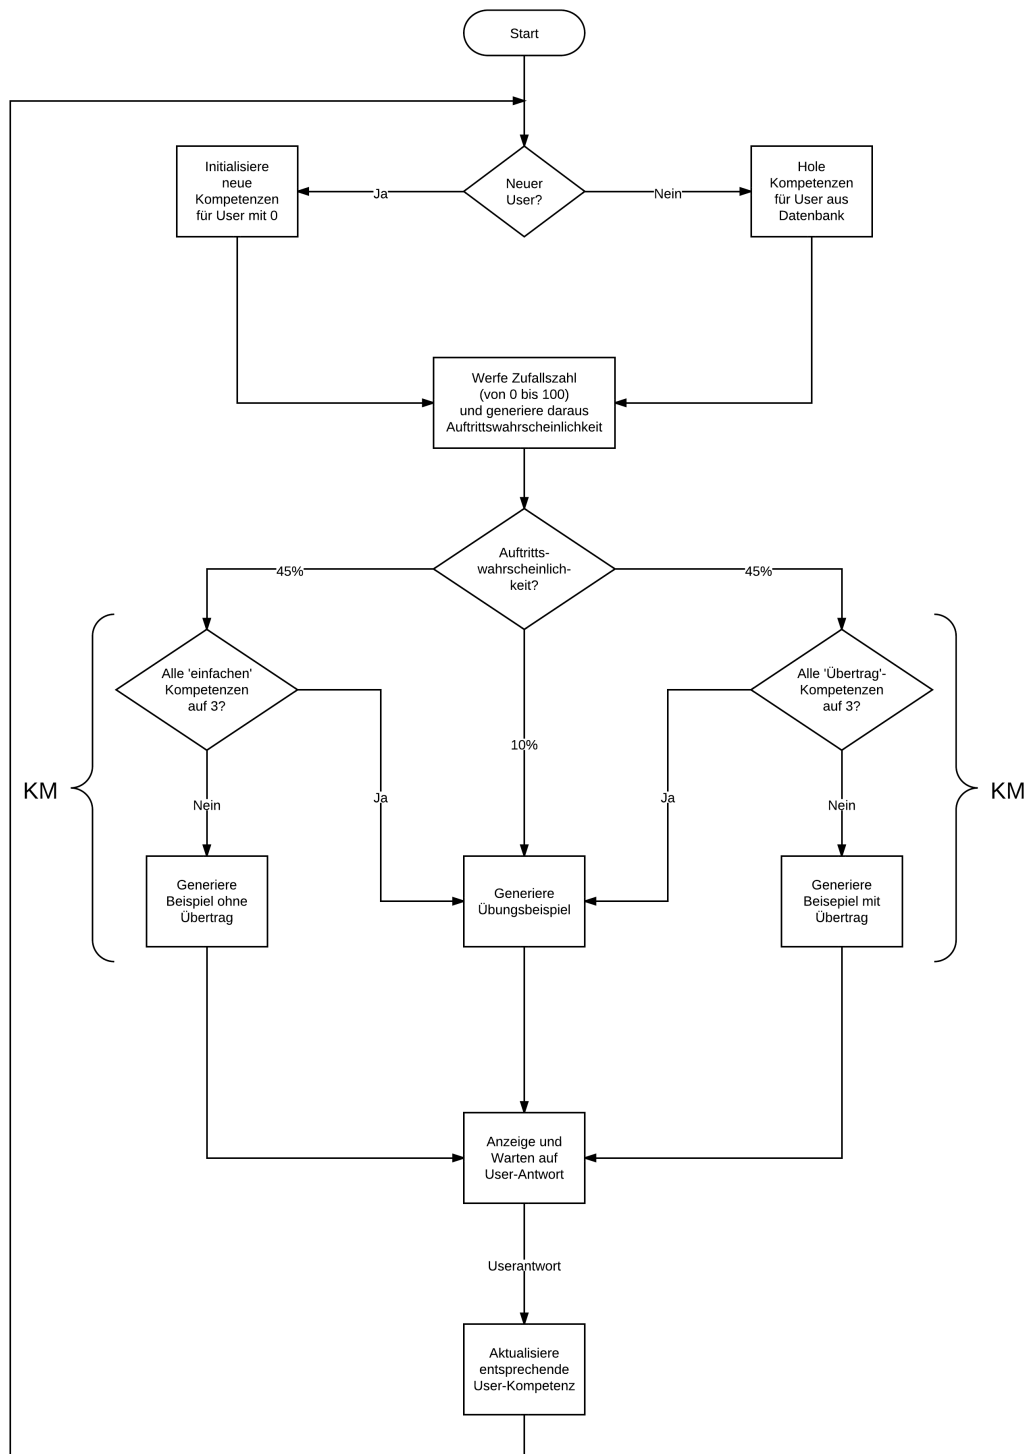 Start
Initialisiere
neue
Kompetenzen
für User mit 0
Ja
Neuer
User?
Nein
Hole
Kompetenzen
für User aus
Datenbank
Werfe Zufallszahl
(von 0 bis 100)
und generiere daraus
Auftrittswahrscheinlichkeit
45%
Auftritts-
wahrscheinlich-
keit?
45%
Alle 'einfachen'
Kompetenzen
auf 3?
Alle 'Übertrag'-
Kompetenzen
auf 3?
10%
KM
Nein
Ja
Ja
Nein
KM
Generiere
Beispiel ohne
Übertrag
Generiere
Übungsbeispiel
Generiere
Beisepiel mit
Übertrag
Anzeige und
Warten auf
User-Antwort
Userantwort
Aktualisiere
entsprechende
User-Kompetenz